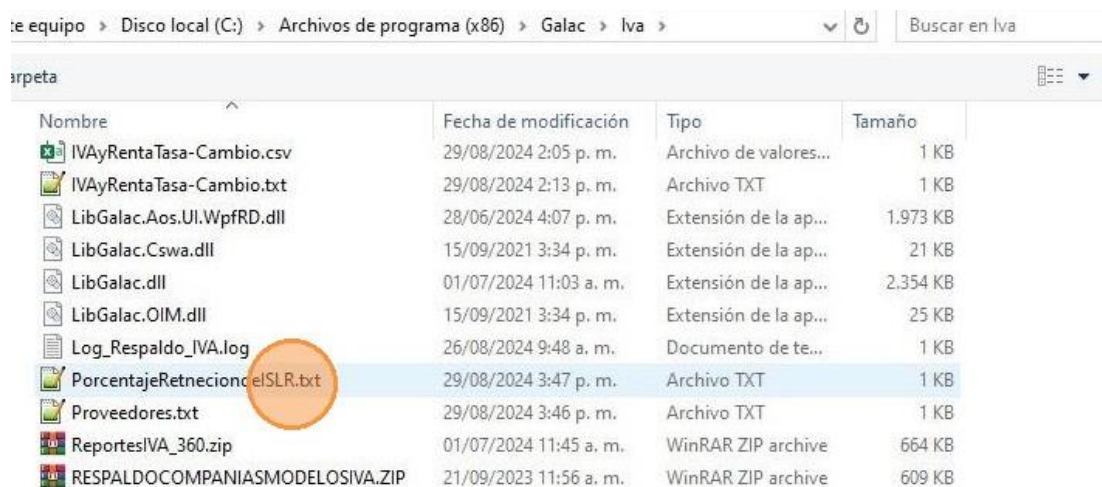 te equipo > Disco local (C:) > Archivos de programa (x86) > Galac > Iva > Buscar en Iva
arpeta
Nombre Fecha de modificación Tipo Tamaño
IVAyRentaTasa-Cambio.csv 29/08/2024 2:05 p. m. Archivo de valores... 1 KB
IVAyRentaTasa-Cambio.txt 29/08/2024 2:13 p. m. Archivo TXT 1 KB
LibGalac.Aos.UI.WpfRD.dll 28/06/2024 4:07 p. m. Extensión de la ap... 1.973 KB
LibGalac.Cswa.dll 15/09/2021 3:34 p. m. Extensión de la ap... 21 KB
LibGalac.dll 01/07/2024 11:03 a. m. Extensión de la ap... 2.354 KB
LibGalac.OIM.dll 15/09/2021 3:34 p. m. Extensión de la ap... 25 KB
Log_Respaldo_IVA.log 26/08/2024 9:48 a. m. Documento de te... 1 KB
PorcentajeRetneciondelSLR.txt 29/08/2024 3:47 p. m. Archivo TXT 1 KB
Proveedores.txt 29/08/2024 3:46 p. m. Archivo TXT 1 KB
ReportesIVA_360.zip 01/07/2024 11:45 a. m. WinRAR ZIP archive 664 KB
RESPALDOCOMPANIASMODELOSIVA.ZIP 21/09/2023 11:56 a. m. WinRAR ZIP archive 609 KB